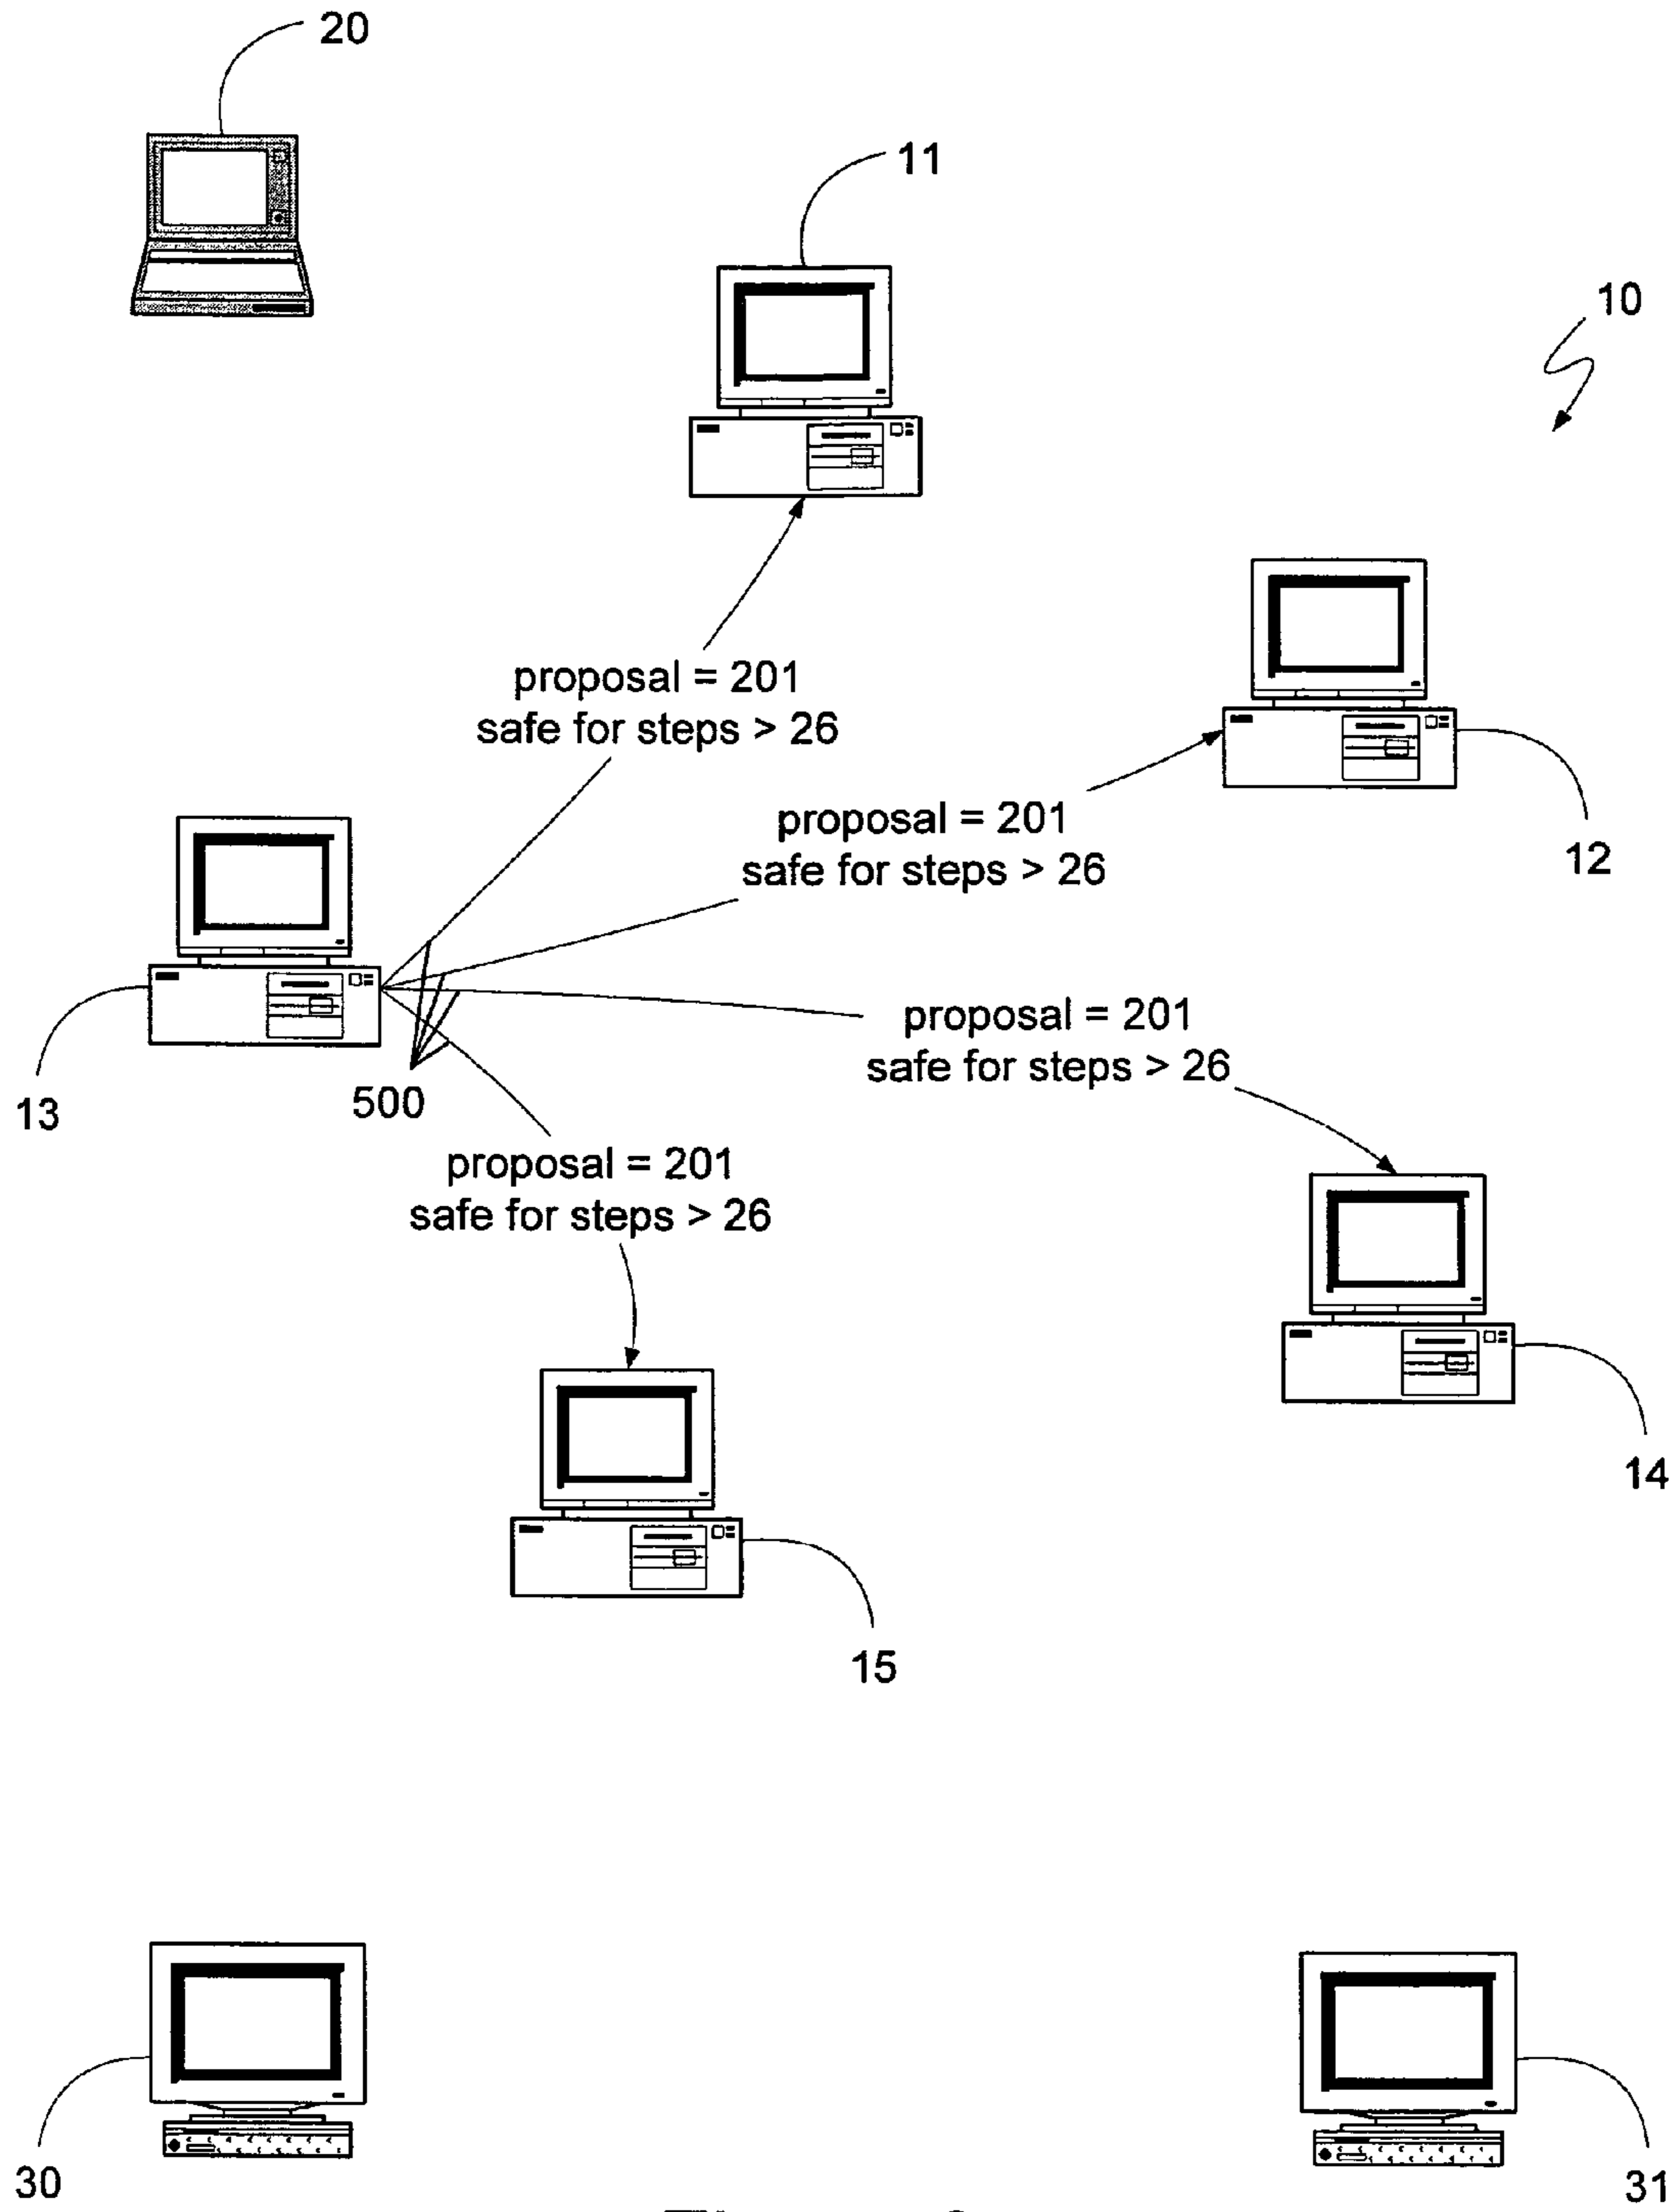 20
11
10
proposal = 201
safe for steps > 26
proposal = 201
safe for steps > 26
12
proposal = 201
safe for steps > 26
13
500
proposal = 201
safe for steps > 26
14
15
30
31